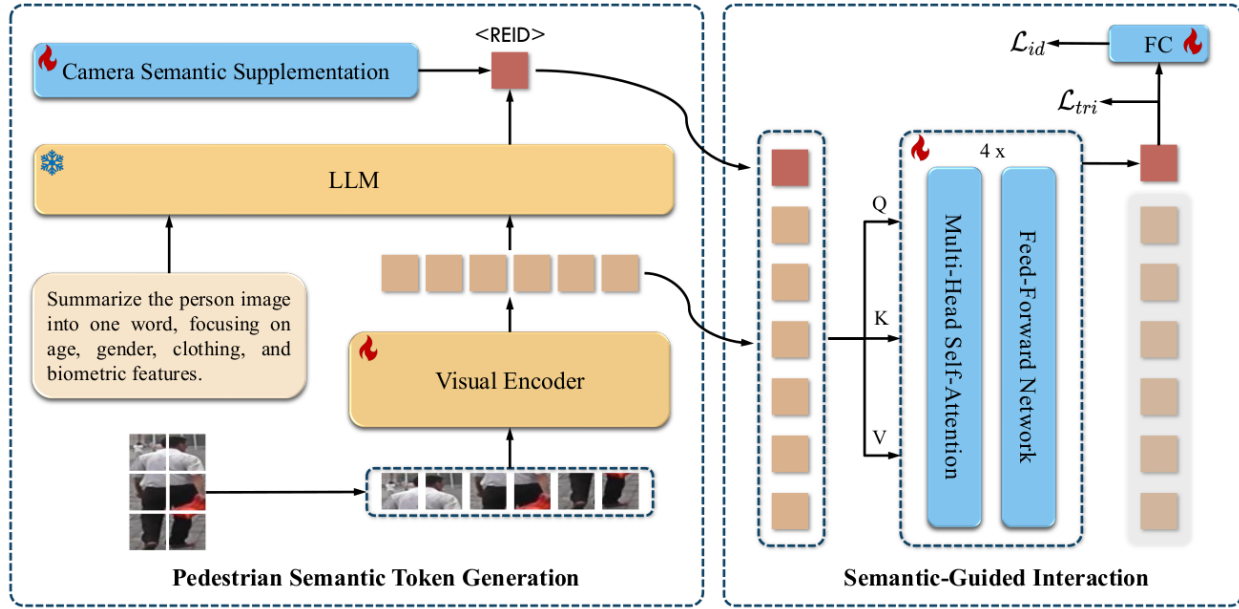 <REID>
Camera Semantic Supplementation
LLM
Summarize the person image
into one word, focusing on
age, gender, clothing, and
biometric features.
Visual Encoder
Pedestrian Semantic Token Generation
ℒid
FC
ℒtri
4 x
Q
K
V
Multi-Head Self-Attention
Feed-Forward Network
Semantic-Guided Interaction